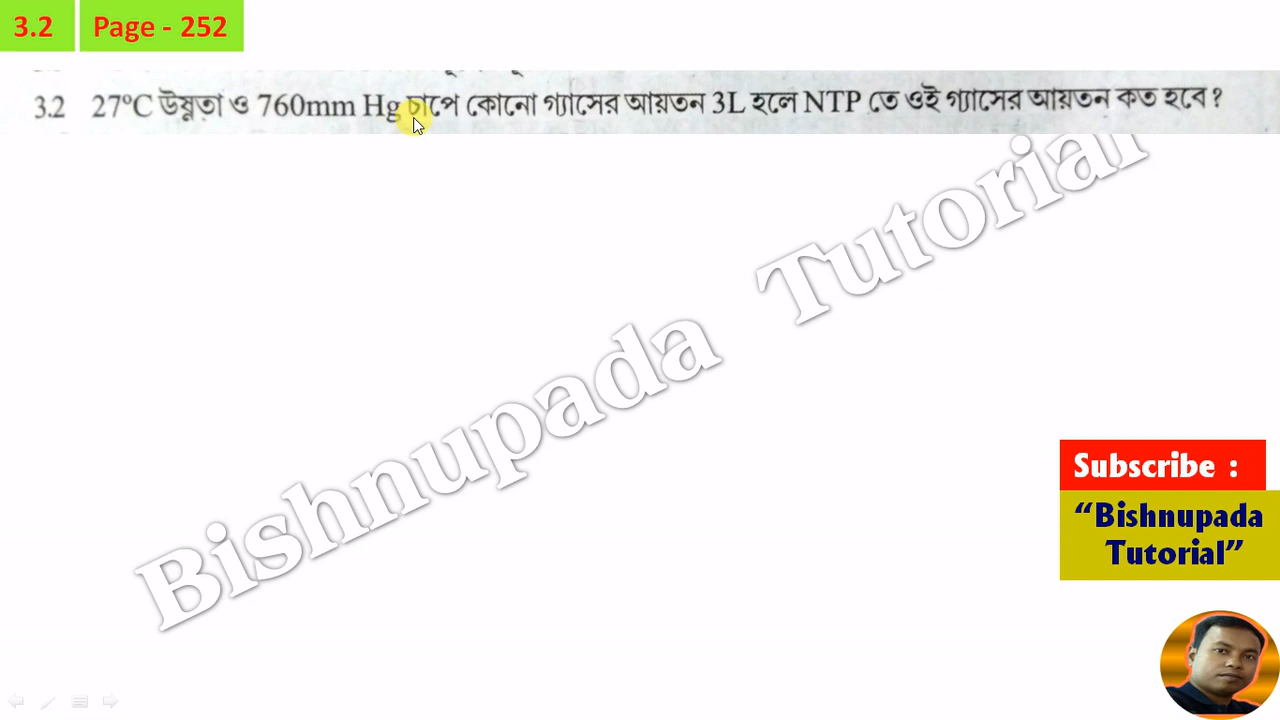 3.2 Page - 252
3.2 27°C উষ্ণতা ও 760mm Hg চাপে কোনো গ্যাসের আয়তন 3L হলে NTP তে ওই গ্যাসের আয়তন কত হবে?
Bishnupada Tutorial
Subscribe :
“Bishnupada
Tutorial”